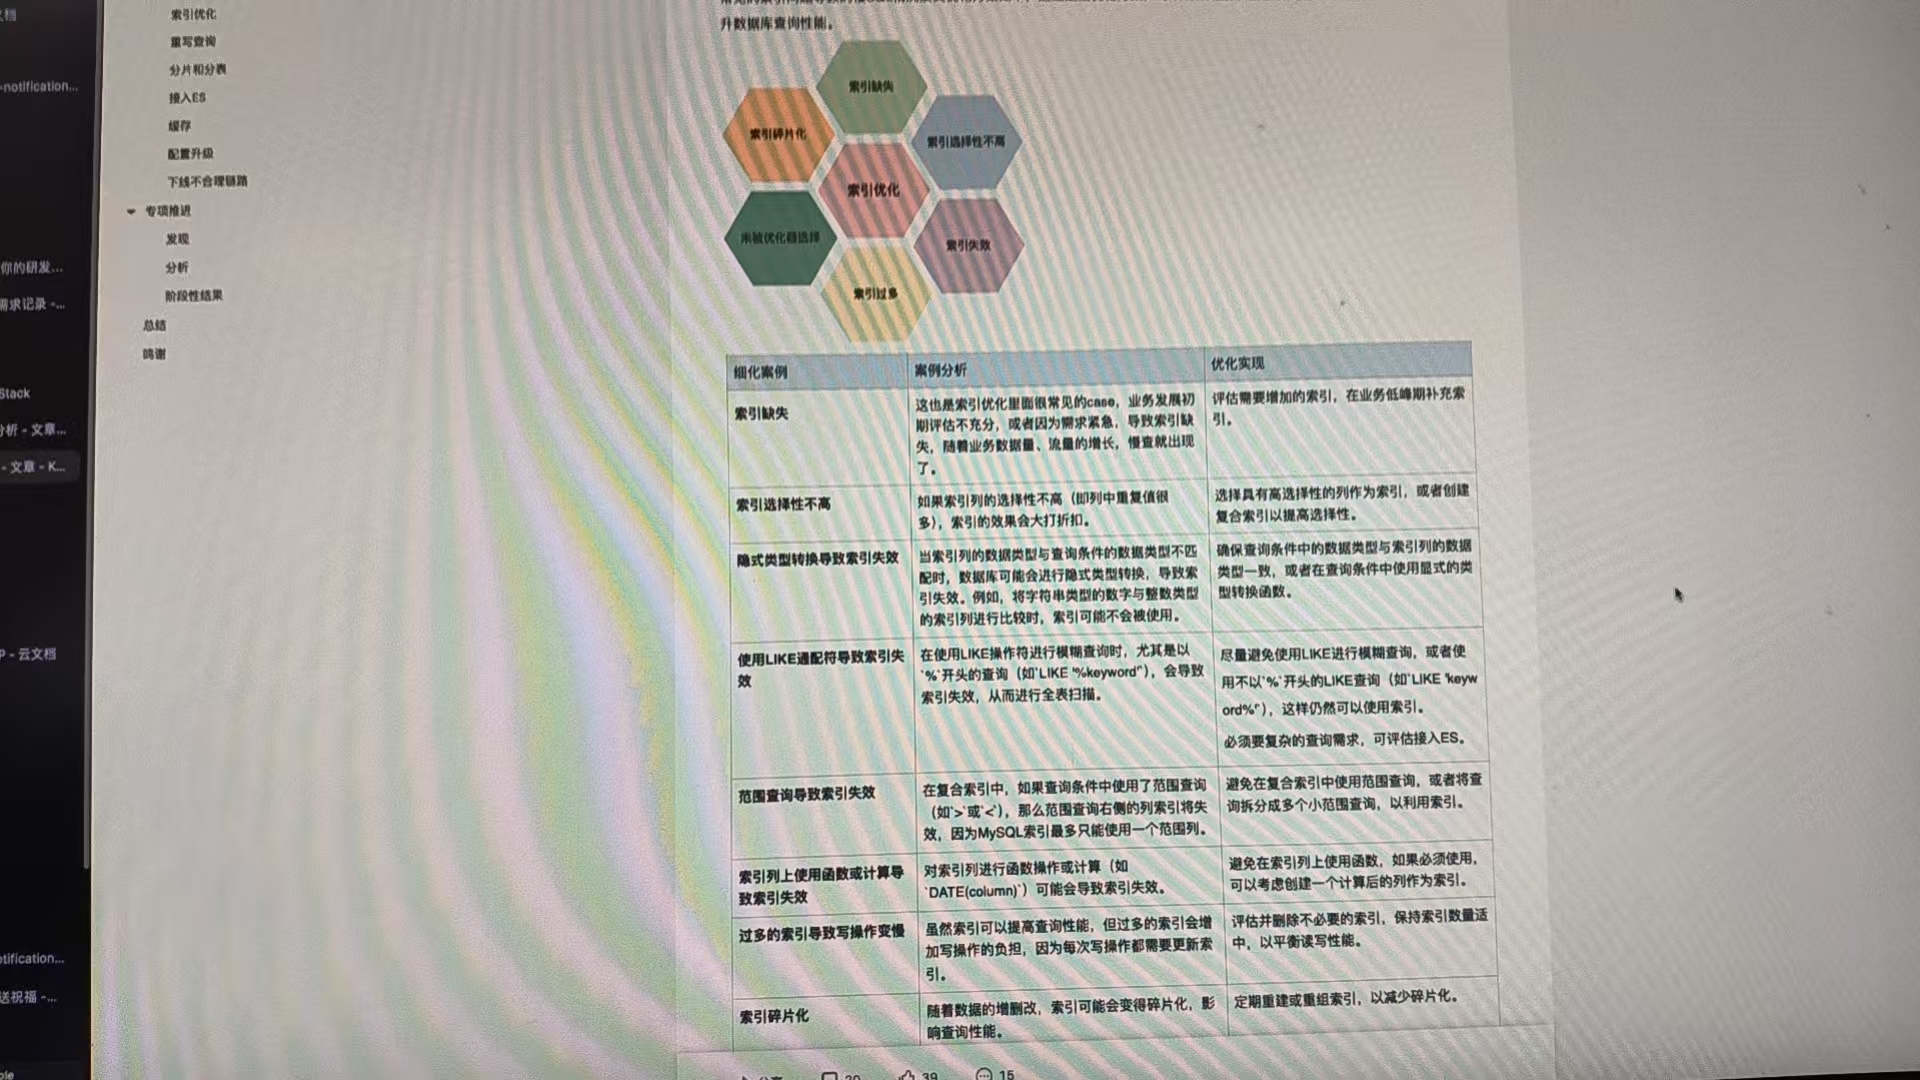 文档
-notification...
你的研发...
需求记录 -...
Stack
分析 - 文章...
- 文章 - K...
P - 云文档
otification...
送祝福 -...
索引优化
重写查询
分片和分表
接入ES
缓存
配置升级
下线不合理链路
专项推进
发现
分析
阶段性结果
总结
鸣谢
升数据库查询性能。
索引缺失
索引碎片化
索引选择性不高
索引优化
未被优化器选择
索引失效
索引过多
细化案例
案例分析
优化实现
索引缺失
这也是索引优化里面很常见的case，业务发展初
期评估不充分，或者因为需求紧急，导致索引缺
失，随着业务数据量、流量的增长，慢查就出现
了。
评估需要增加的索引，在业务低峰期补充索
引。
索引选择性不高
如果索引列的选择性不高（即列中重复值很
多），索引的效果会大打折扣。
选择具有高选择性的列作为索引，或者创建
复合索引以提高选择性。
隐式类型转换导致索引失效
当索引列的数据类型与查询条件的数据类型不匹
配时，数据库可能会进行隐式类型转换，导致索
引失效。例如，将字符串类型的数字与整数类型
的索引列进行比较时，索引可能不会被使用。
确保查询条件中的数据类型与索引列的数据
类型一致，或者在查询条件中使用显式的类
型转换函数。
使用LIKE通配符导致索引失
效
在使用LIKE操作符进行模糊查询时，尤其是以
`%`开头的查询（如`LIKE '%keyword'`），会导致
索引失效，从而进行全表扫描。
尽量避免使用LIKE进行模糊查询，或者使
用不以`%`开头的LIKE查询（如`LIKE 'keyw
ord%'`），这样仍然可以使用索引。
必须要复杂的查询需求，可评估接入ES。
范围查询导致索引失效
在复合索引中，如果查询条件中使用了范围查询
（如`>`或`<`），那么范围查询右侧的列索引将失
效，因为MySQL索引最多只能使用一个范围列。
避免在复合索引中使用范围查询，或者将查
询拆分成多个小范围查询，以利用索引。
索引列上使用函数或计算导
致索引失效
对索引列进行函数操作或计算（如
`DATE(column)`）可能会导致索引失效。
避免在索引列上使用函数，如果必须使用，
可以考虑创建一个计算后的列作为索引。
过多的索引导致写操作变慢
虽然索引可以提高查询性能，但过多的索引会增
加写操作的负担，因为每次写操作都需要更新索
引。
评估并删除不必要的索引，保持索引数量适
中，以平衡读写性能。
索引碎片化
随着数据的增删改，索引可能会变得碎片化，影
响查询性能。
定期重建或重组索引，以减少碎片化。
39
15